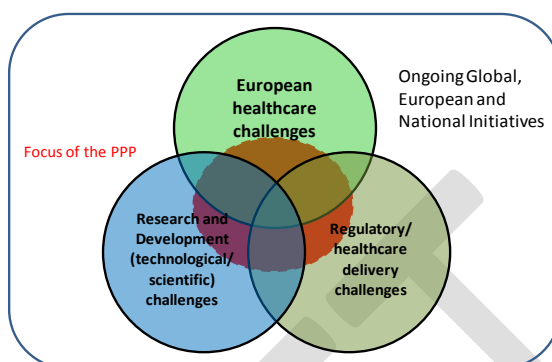 European
healthcare
challenges
Ongoing Global,
European and
National Initiatives
Focus of the PPP
Research and
Development
(technological/
scientific)
challenges
Regulatory/
healthcare
delivery
challenges